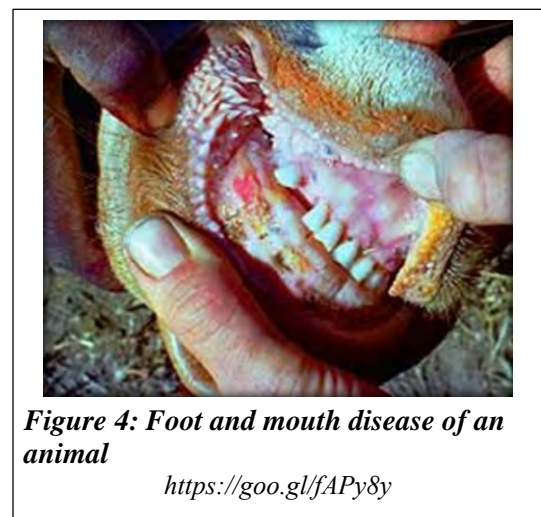 Figure 4: Foot and mouth disease of an
animal
https://goo.gl/fAPy8y